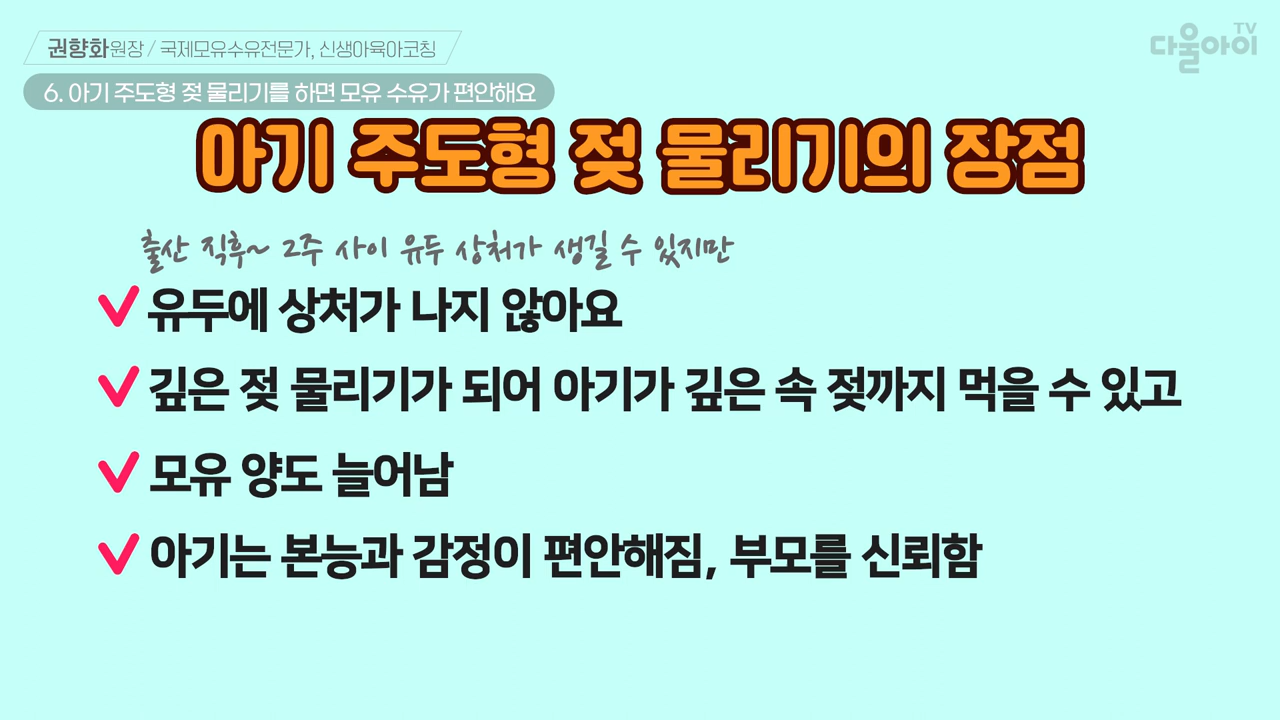 권향화원장 / 국제모유수유전문가, 신생아육아코칭
다울아이TV
6. 아기 주도형 젖 물리기를 하면 모유 수유가 편안해요
아기 주도형 젖 물리기의 장점
출산 직후~ 2주 사이 유두 상처가 생길 수 있지만
유두에 상처가 나지 않아요
깊은 젖 물리기가 되어 아기가 깊은 속 젖까지 먹을 수 있고
모유 양도 늘어남
아기는 본능과 감정이 편안해짐, 부모를 신뢰함